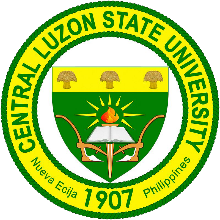 CENTRAL LUZON STATE UNIVERSITY
Nueva Ecija
1907
Philippines